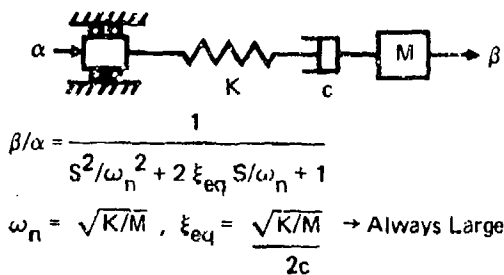 α
K
c
M
β
β/α = 1 / (S²/ωn² + 2 ξeq S/ωn + 1)
ωn = √K/M , ξeq = √K/M / 2c → Always Large